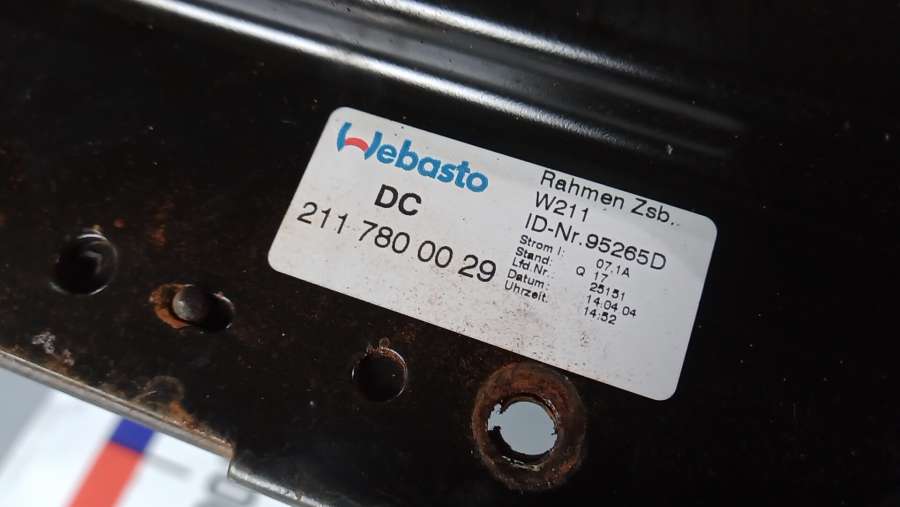 Webasto
DC
211 780 00 29
Rahmen Zsb..
W211
ID-Nr.95265D
Strom I: 07,1A
Stand: Q 17
Lfd.Nr.: 25151
Datum: 14.04.04
Uhrzeit: 14:52